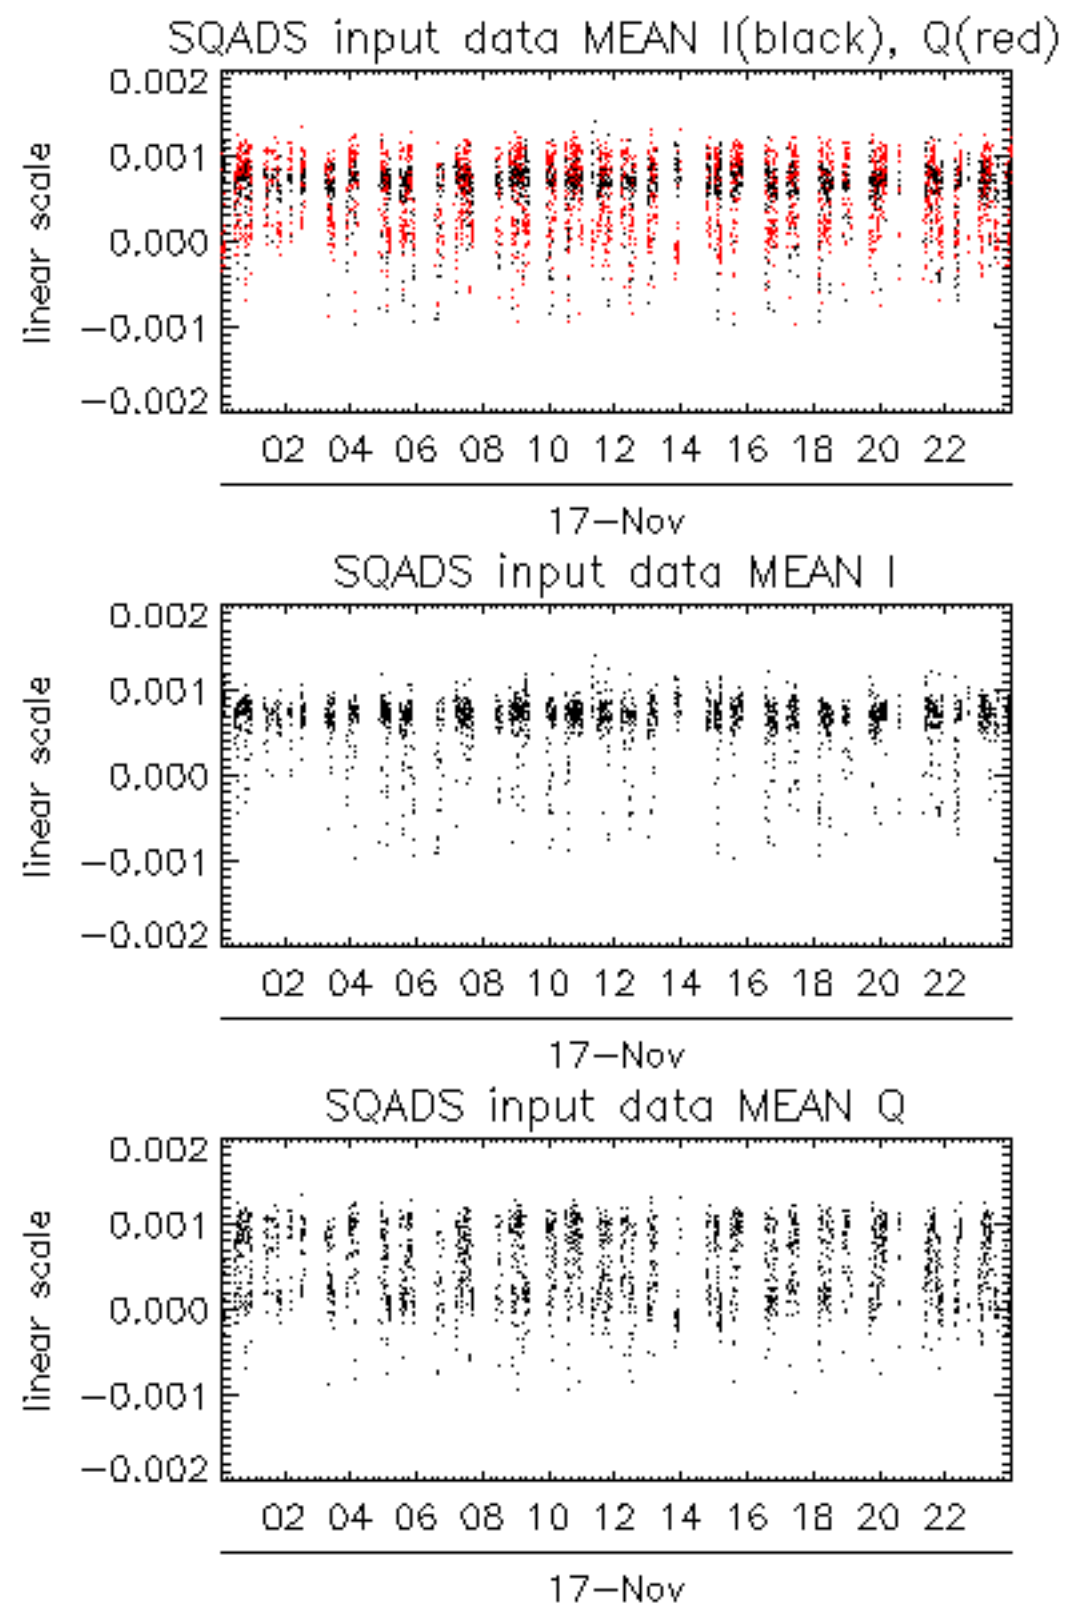 SQADS input data MEAN I(black), Q(red)
0.002
0.001
0.000
−0.001
−0.002
linear scale
02 04 06 08 10 12 14 16 18 20 22
17−Nov
SQADS input data MEAN I
0.002
0.001
0.000
−0.001
−0.002
linear scale
02 04 06 08 10 12 14 16 18 20 22
17−Nov
SQADS input data MEAN Q
0.002
0.001
0.000
−0.001
−0.002
linear scale
02 04 06 08 10 12 14 16 18 20 22
17−Nov